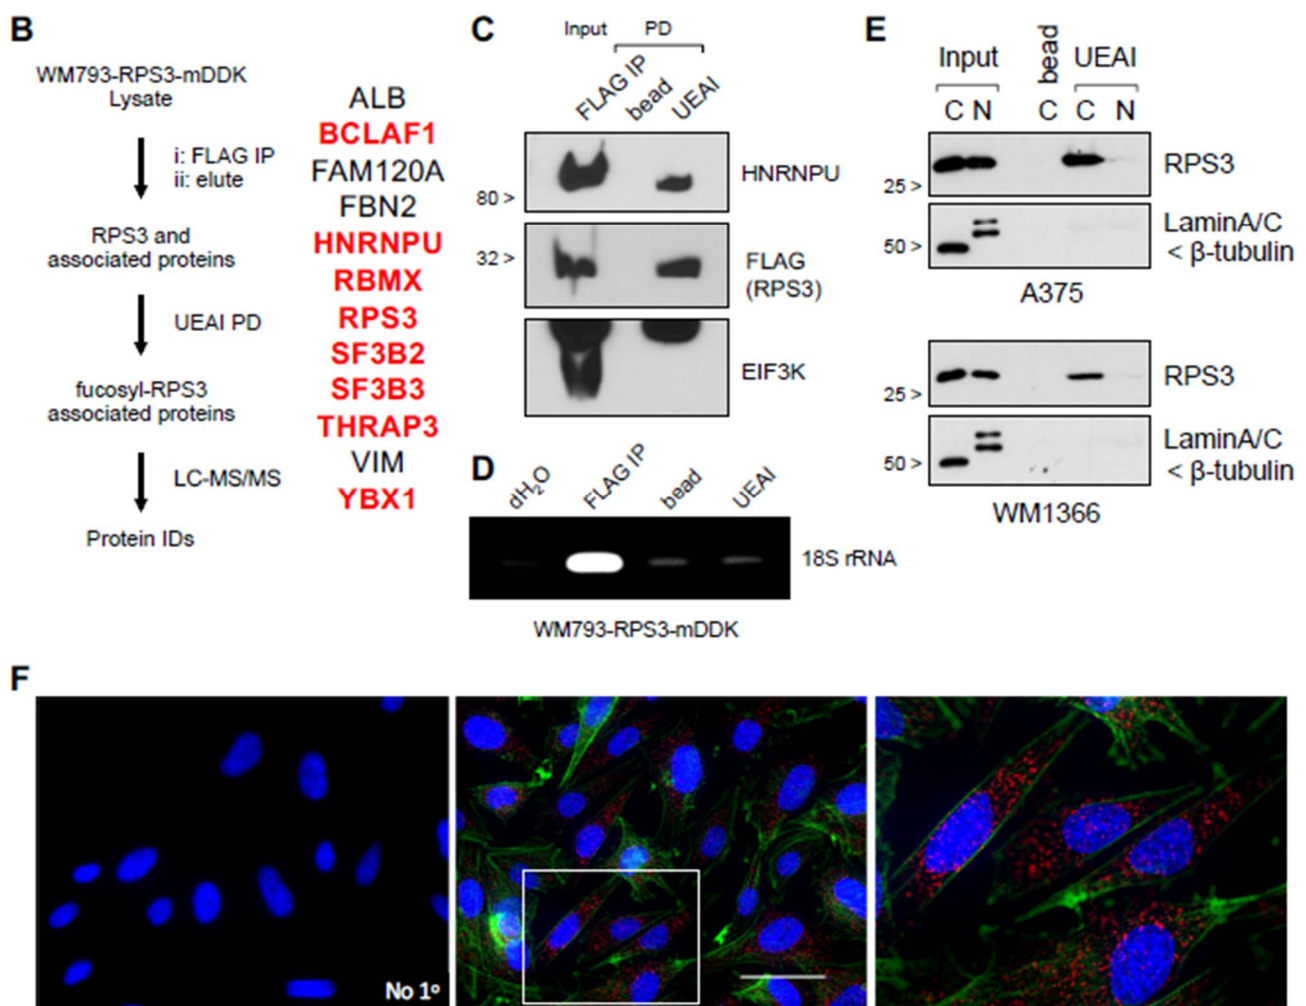 B
WM793-RPS3-mDDK
Lysate
i: FLAG IP
ii: elute
RPS3 and
associated proteins
UEAI PD
fucosyl-RPS3
associated proteins
LC-MS/MS
Protein IDs
ALB
BCLAF1
FAM120A
FBN2
HNRNPU
RBMX
RPS3
SF3B2
SF3B3
THRAP3
VIM
YBX1
C
Input
PD
FLAG IP
bead
UEAI
80 >
HNRNPU
32 >
FLAG
(RPS3)
EIF3K
D
dH₂O
FLAG IP
bead
UEAI
18S rRNA
WM793-RPS3-mDDK
E
Input
bead
UEAI
C N C C N
25 >
RPS3
50 >
LaminA/C
< β-tubulin
A375
25 >
RPS3
50 >
LaminA/C
< β-tubulin
WM1366
F
No 1º